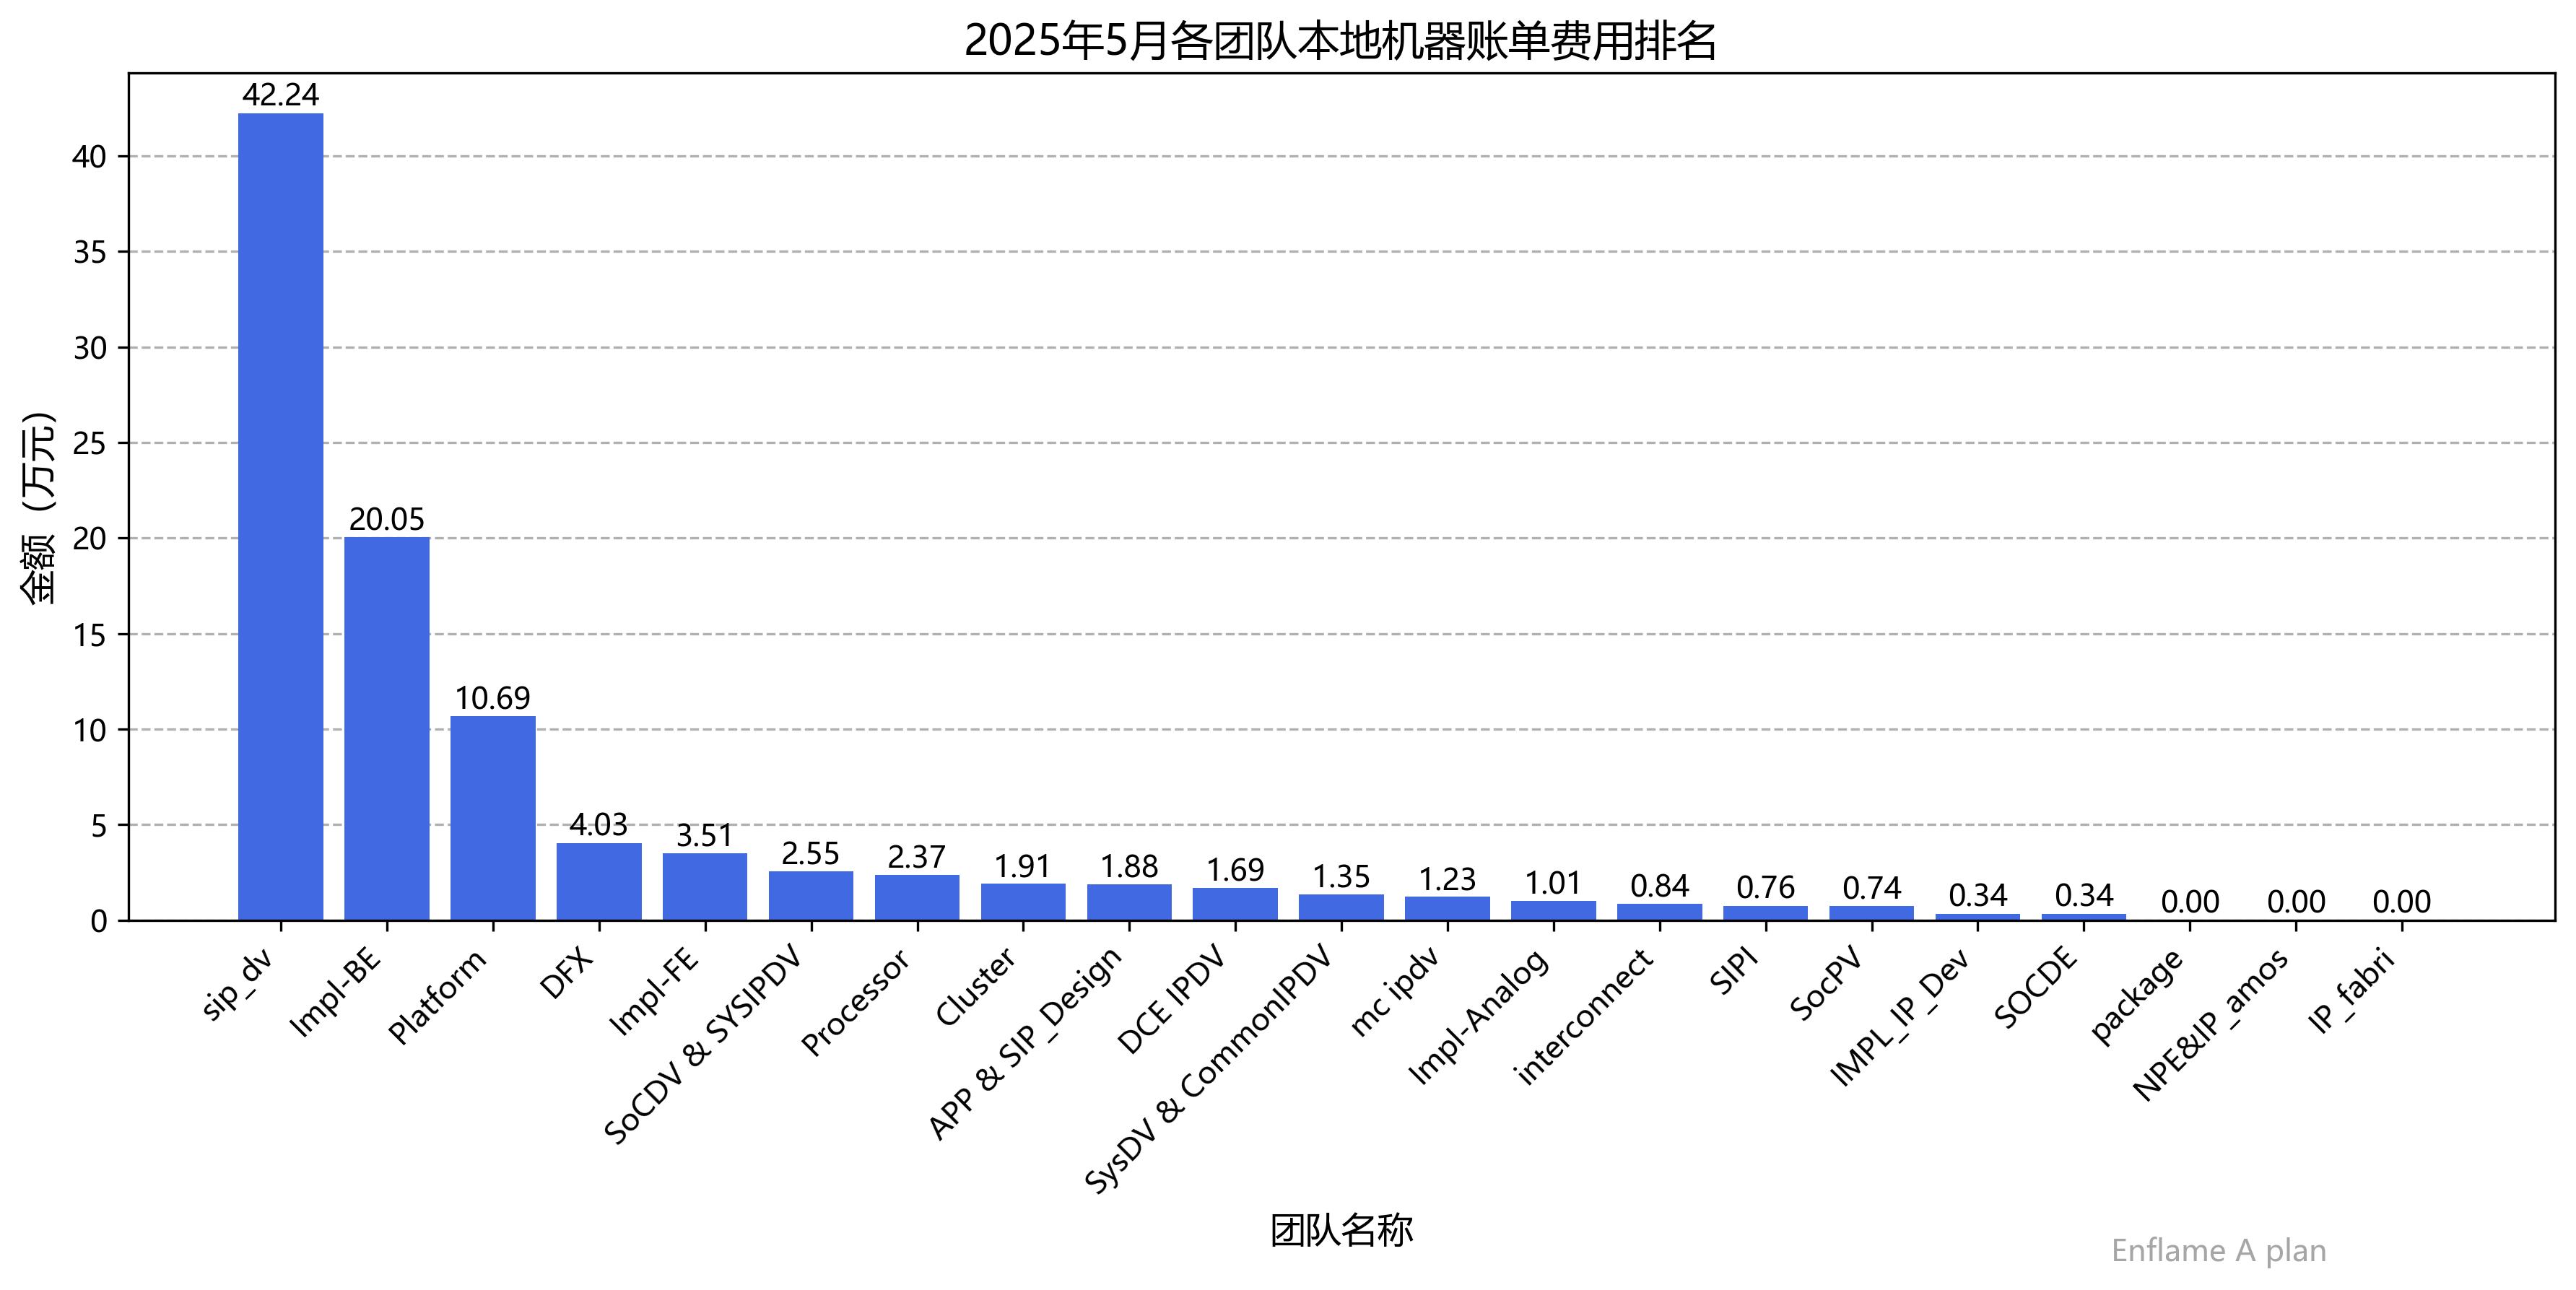 2025年5月各团队本地机器账单费用排名
金额（万元）
40
35
30
25
20
15
10
5
0
42.24
20.05
10.69
4.03
3.51
2.55
2.37
1.91
1.88
1.69
1.35
1.23
1.01
0.84
0.76
0.74
0.34
0.34
0.00
0.00
0.00
sip_dv
Impl-BE
Platform
DFX
Impl-FE
SoCDV & SYSIPDV
Processor
Cluster
APP & SIP_Design
DCE IPDV
SysDV & CommonIPDV
mc ipdv
Impl-Analog
interconnect
SIPI
SocPV
IMPL_IP_Dev
SOCDE
package
NPE&IP_amos
IP_fabri
团队名称
Enflame A plan